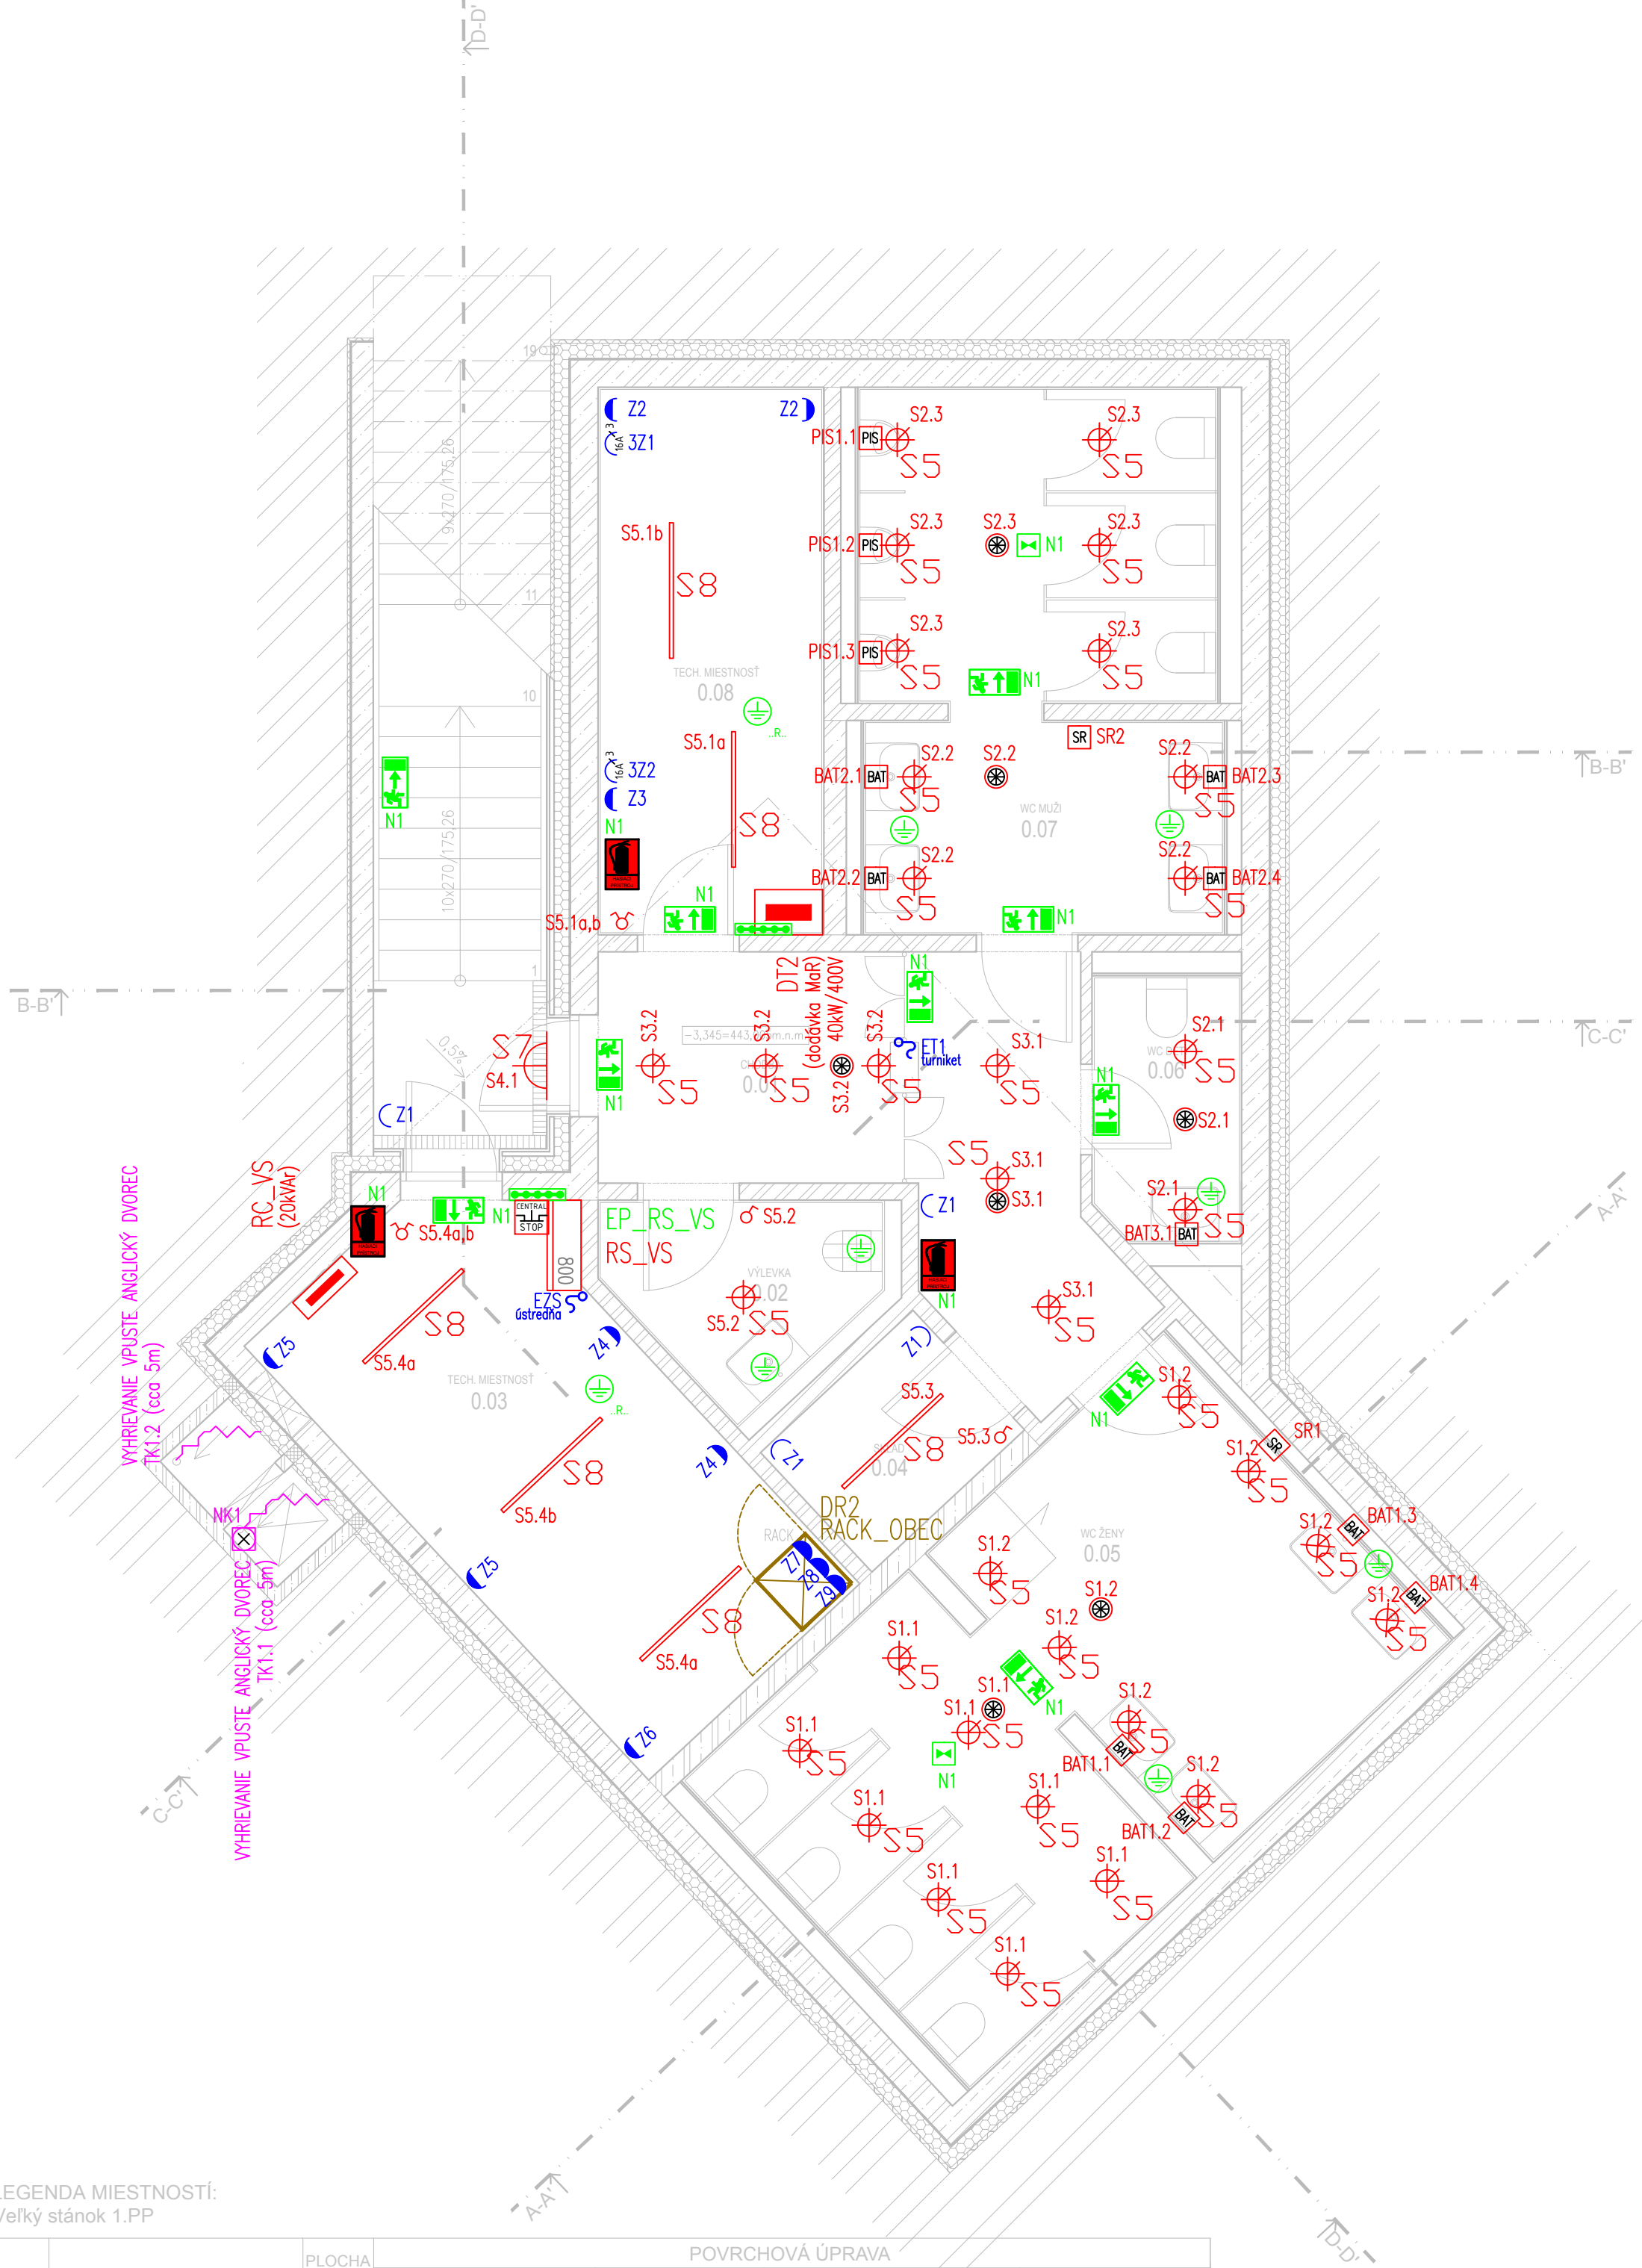 D-D'
19
9x270/175,26
11
10
10x270/175,26
1
0,5%
B-B'
B-B'
C-C'
A-A'
N1
Z2
Z2
16A x 3
3Z1
S5.1b
S8
TECH. MIESTNOSŤ
0.08
..R..
S5.1a
S8
16A x 3
3Z2
Z3
N1
S5.1a,b
N1
PIS1.1
PIS
S2.3
S5
S2.3
S5
PIS1.2
PIS
S2.3
S5
S2.3
N1
S2.3
S5
PIS1.3
PIS
S2.3
S5
S2.3
S5
N1
SR
SR2
BAT2.1
BAT
S2.2
S5
S2.2
S2.2
S5
BAT
BAT2.3
WC MUŽI
0.07
BAT2.2
BAT
S2.2
S5
S2.2
S5
BAT
BAT2.4
N1
DT2
(dodávka MaR)
40kW/400V
N1
S7
S4.1
Z1
N1
S3.2
S5
S3.2
S5
S3.2
S3.2
S5
ET1
turniket
S3.1
S5
S5
S3.1
S3.1
N1
S2.1
S5
0.06
S2.1
S2.1
S5
BAT3.1
BAT
RC_VS
(20kVAr)
N1
S5.4a,b
N1
CENTRAL
STOP
800
EP_RS_VS
RS_VS
S5.2
Z1
N1
VÝLEVKA
0.02
S5.2
S5
S3.1
S5
EZS
ústredňa
Z5
S8
S5.4a
Z4
TECH. MIESTNOSŤ
0.03
..R..
S8
S5.4b
Z4
Z5
Z1
S5.3
S8
S5.3
Z1
0.04
DR2
RACK_OBEC
RACK
Z7
Z8
Z9
S8
S5.4a
Z6
VYHRIEVANIE VPUSTE ANGLICKÝ DVOREC
TK1.2 (cca 5m)
NK1
VYHRIEVANIE VPUSTE ANGLICKÝ DVOREC
TK1.1 (cca 5m)
N1
S1.2
S5
S1.2
S5
SR
SR1
S1.2
S5
BAT
BAT1.3
S1.2
S5
BAT
BAT1.4
WC ŽENY
0.05
S1.2
S5
S1.2
S1.2
S5
S1.1
S5
N1
S1.1
S1.1
S5
S1.2
S5
BAT
BAT1.1
S1.2
S5
BAT
BAT1.2
S1.1
S5
N1
S1.1
S5
S1.1
S5
S1.1
S5
S1.1
S5
S1.1
S5
C-C'
A-A'
D-D'
LEGENDA MIESTNOSTÍ:
Veľký stánok 1.PP
PLOCHA
POVRCHOVÁ ÚPRAVA